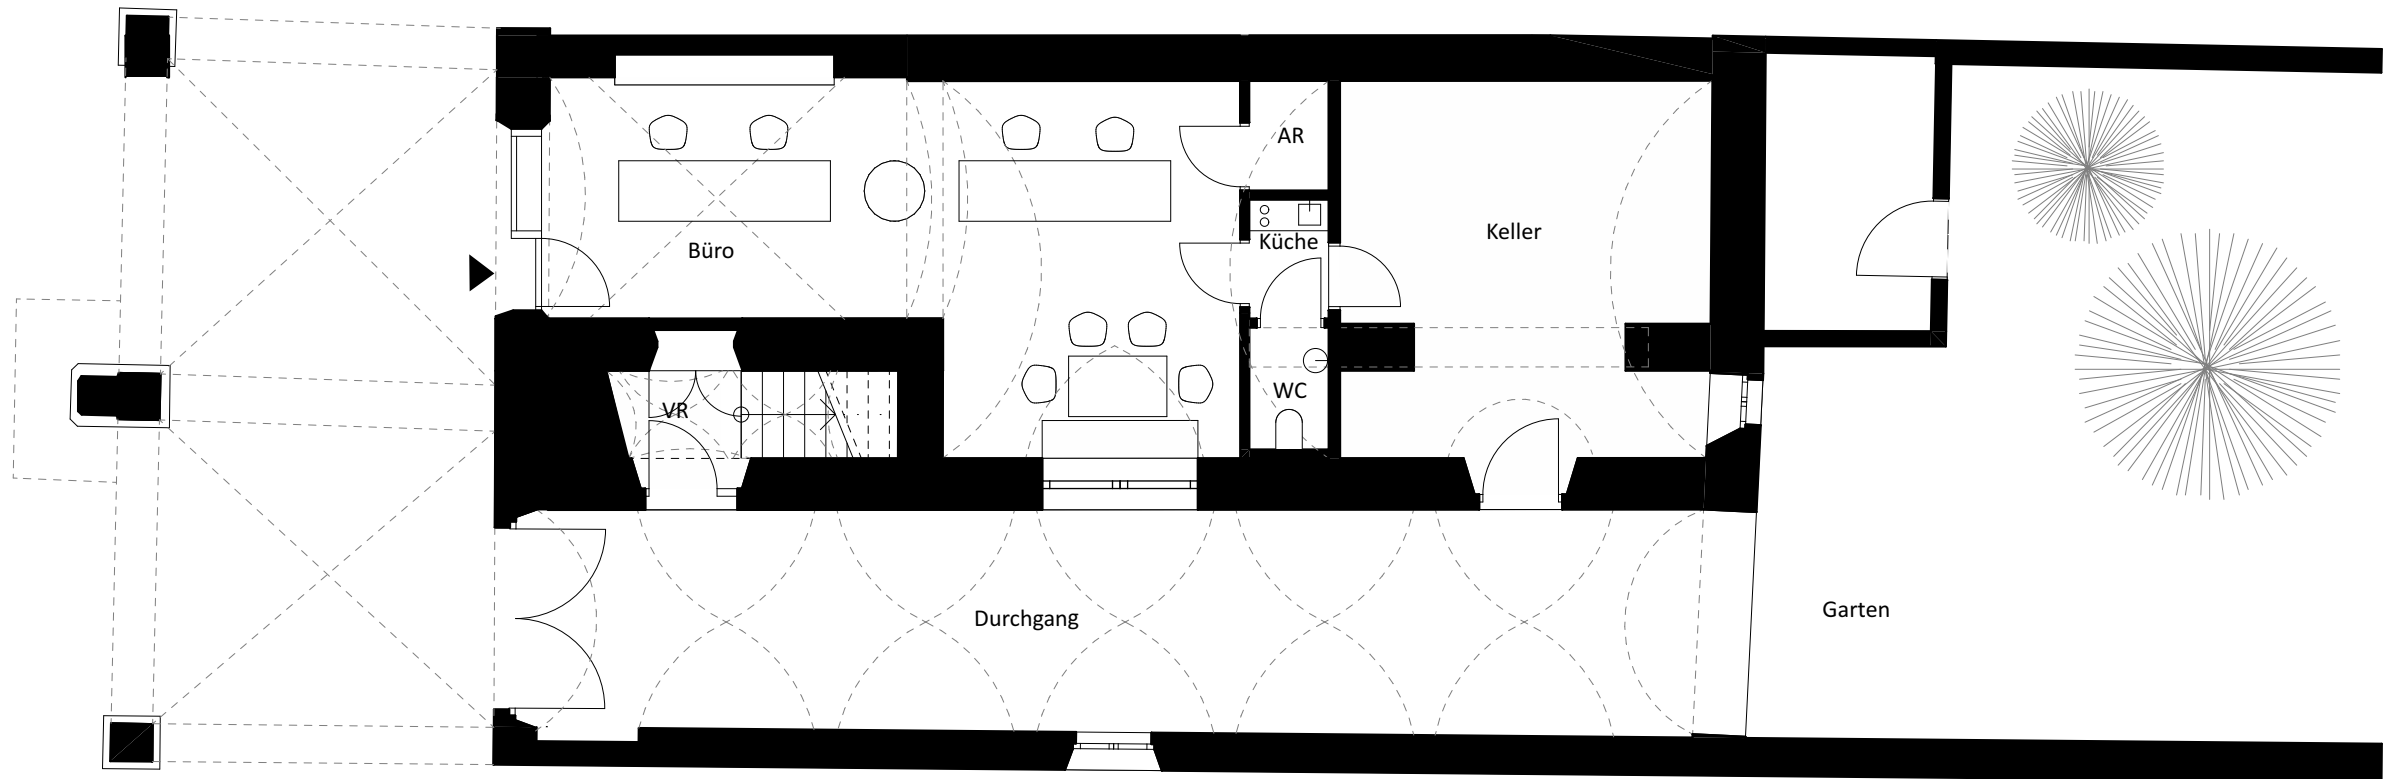 AR
Büro
Küche
Keller
WC
VR
Durchgang
Garten